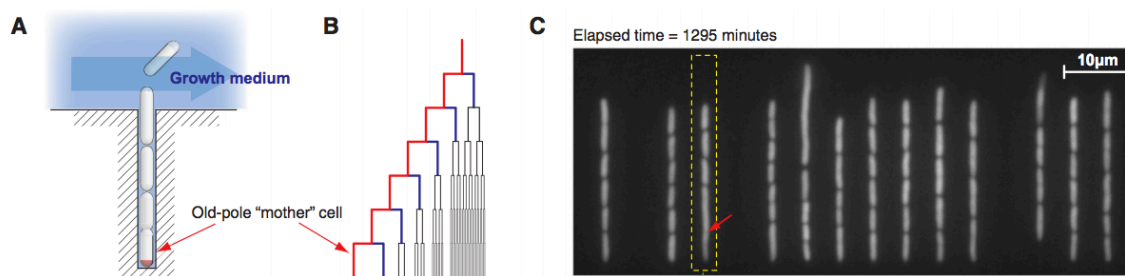 A
Growth medium
Old-pole "mother" cell
B
C
Elapsed time = 1295 minutes
10µm